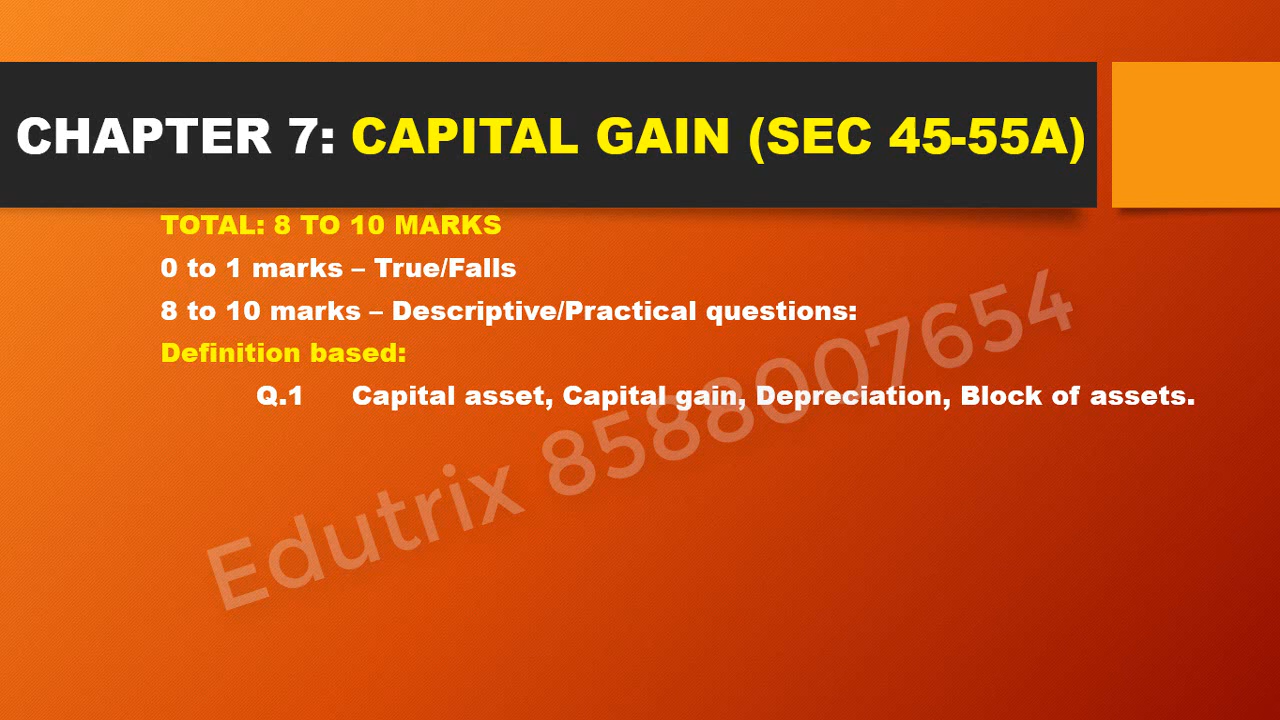 CHAPTER 7: CAPITAL GAIN (SEC 45-55A)
TOTAL: 8 TO 10 MARKS
0 to 1 marks – True/Falls
8 to 10 marks – Descriptive/Practical questions:
Definition based:
Q.1 Capital asset, Capital gain, Depreciation, Block of assets.
Edutrix 8588007654